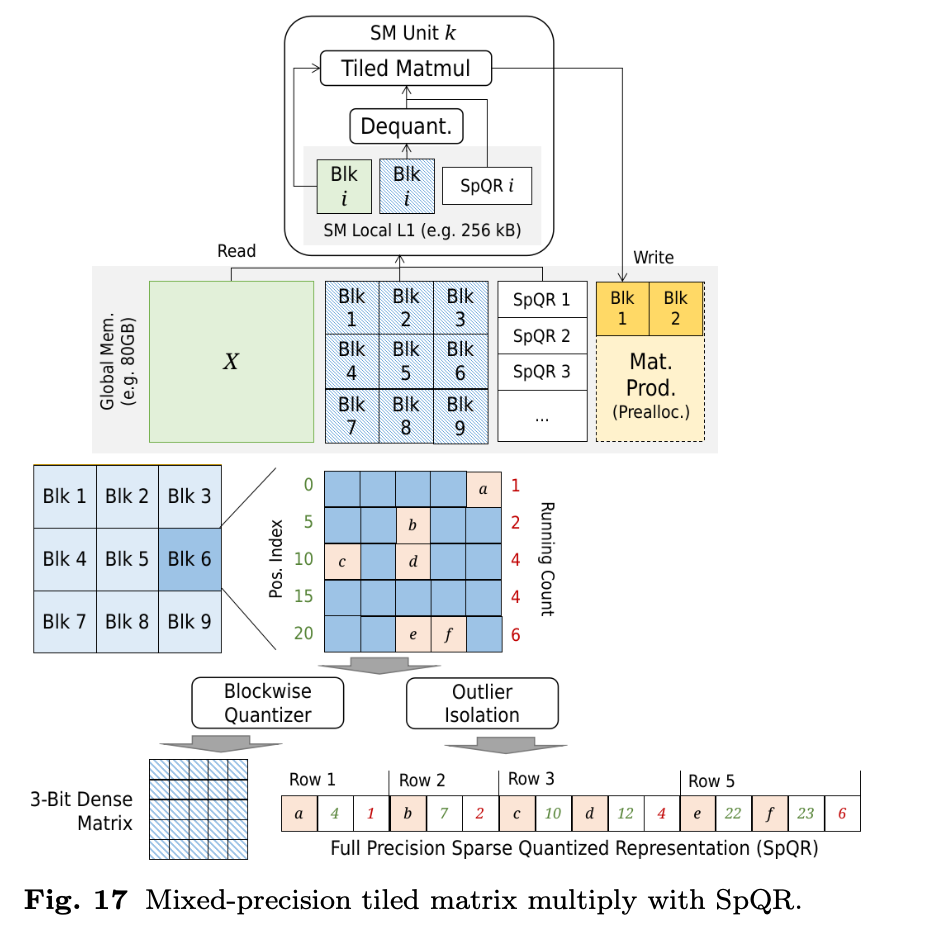 SM Unit k
Tiled Matmul
Dequant.
Blk
i
Blk
i
SpQR i
SM Local L1 (e.g. 256 kB)
Read
Write
Global Mem.
(e.g. 80GB)
X
Blk
1
Blk
2
Blk
3
Blk
4
Blk
5
Blk
6
Blk
7
Blk
8
Blk
9
SpQR 1
SpQR 2
SpQR 3
...
Blk
1
Blk
2
Mat.
Prod.
(Prealloc.)
Blk 1 Blk 2 Blk 3
Blk 4 Blk 5 Blk 6
Blk 7 Blk 8 Blk 9
Pos. Index
0 a 1
5 b 2
10 c d 4
15 4
20 e f 6
Running Count
Blockwise
Quantizer
Outlier
Isolation
3-Bit Dense
Matrix
Row 1 Row 2 Row 3 Row 5
a 4 1 b 7 2 c 10 d 12 4 e 22 f 23 6
Full Precision Sparse Quantized Representation (SpQR)
Fig. 17 Mixed-precision tiled matrix multiply with SpQR.